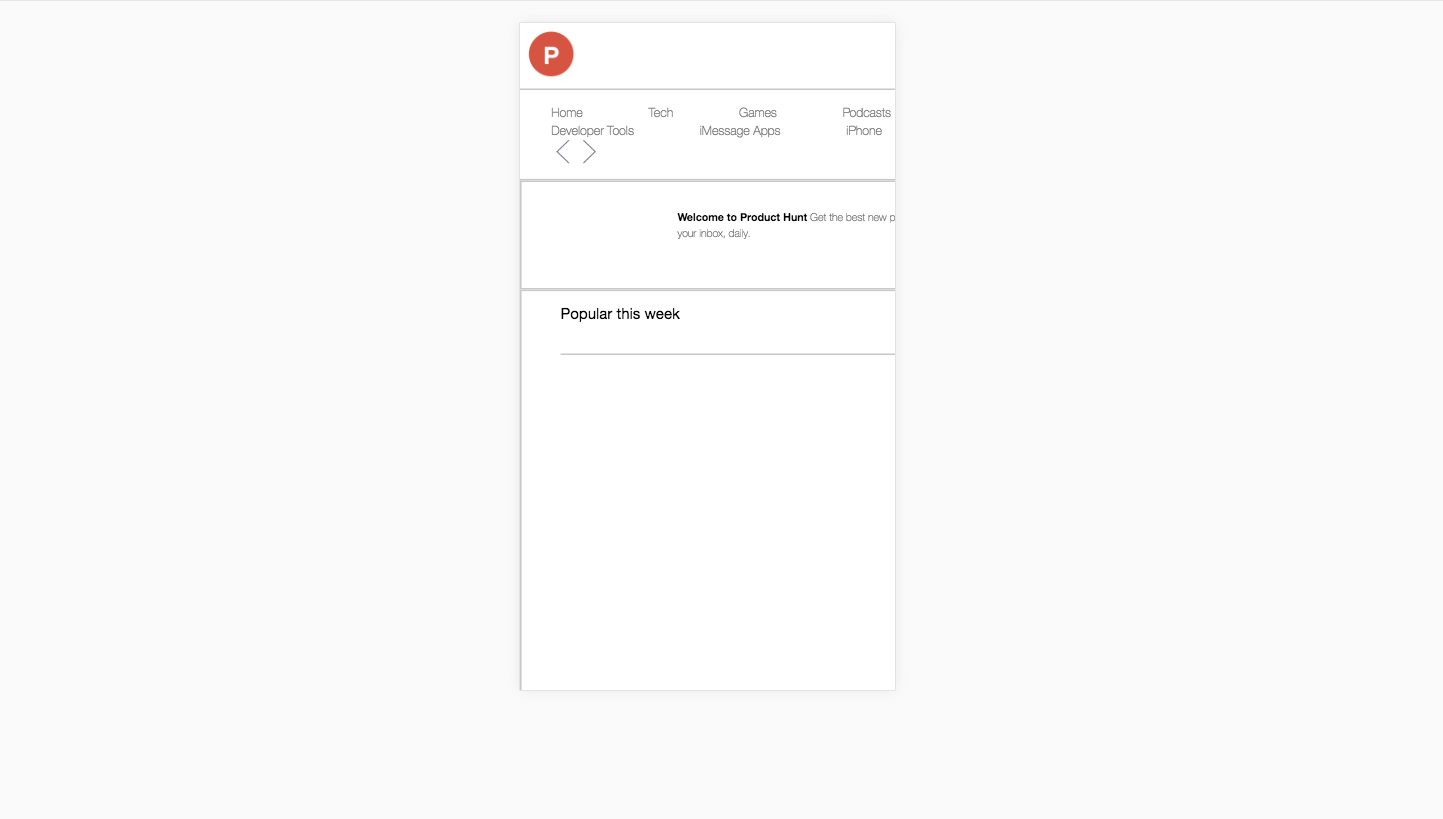 P
Home Tech Games Podcasts
Developer Tools iMessage Apps iPhone
Welcome to Product Hunt Get the best new p
your inbox, daily.
Popular this week